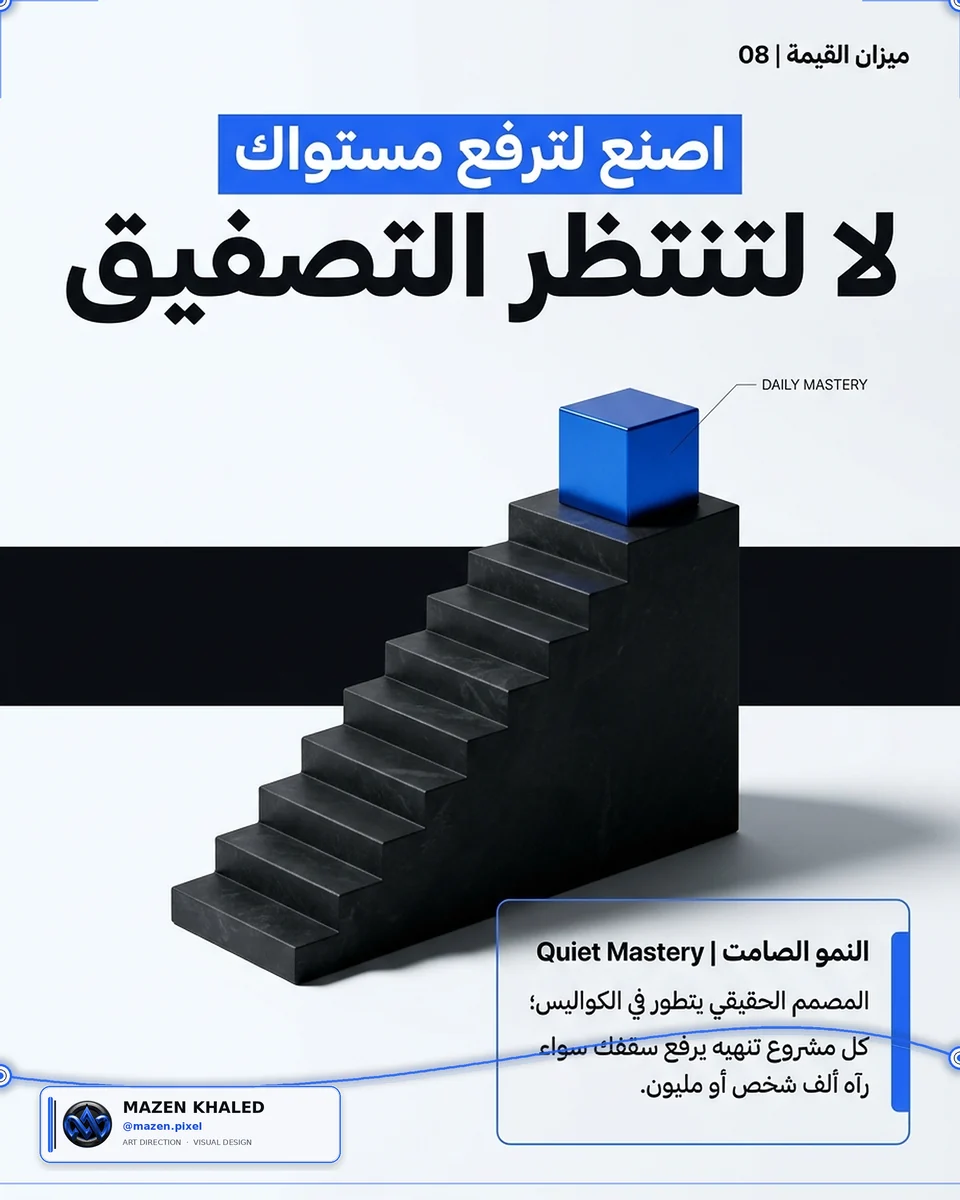 ميزان القيمة | 08
اصنع لترفع مستواك
لا لتنتظر التصفيق
DAILY MASTERY
النمو الصامت | Quiet Mastery
المصمم الحقيقي يتطور في الكواليس؛
كل مشروع تنهيه يرفع سقفك سواء
رآه ألف شخص أو مليون.
MAZEN KHALED
@mazen.pixel
ART DIRECTION · VISUAL DESIGN